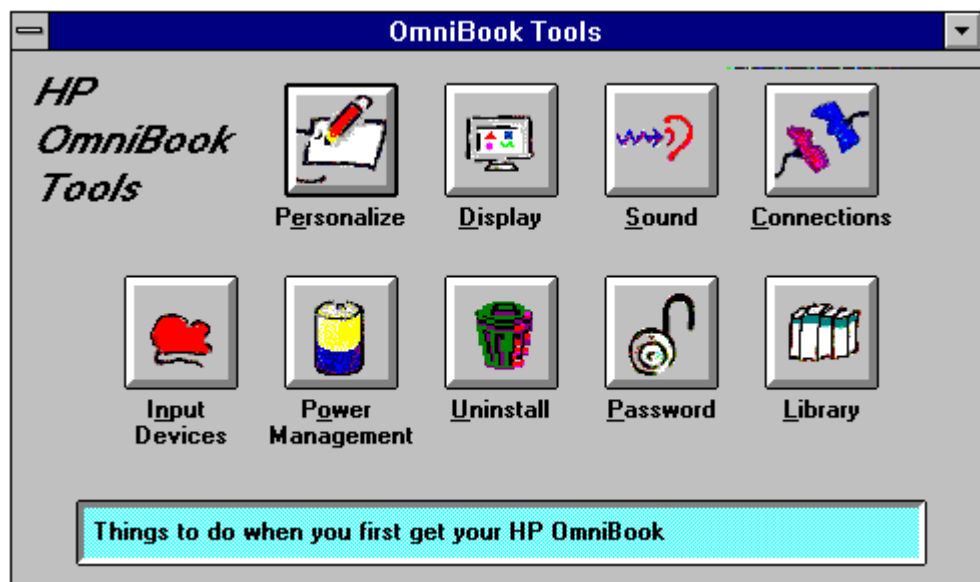 OmniBook Tools
HP
OmniBook
Tools
Personalize
Display
Sound
Connections
Input
Devices
Power
Management
Uninstall
Password
Library
Things to do when you first get your HP OmniBook